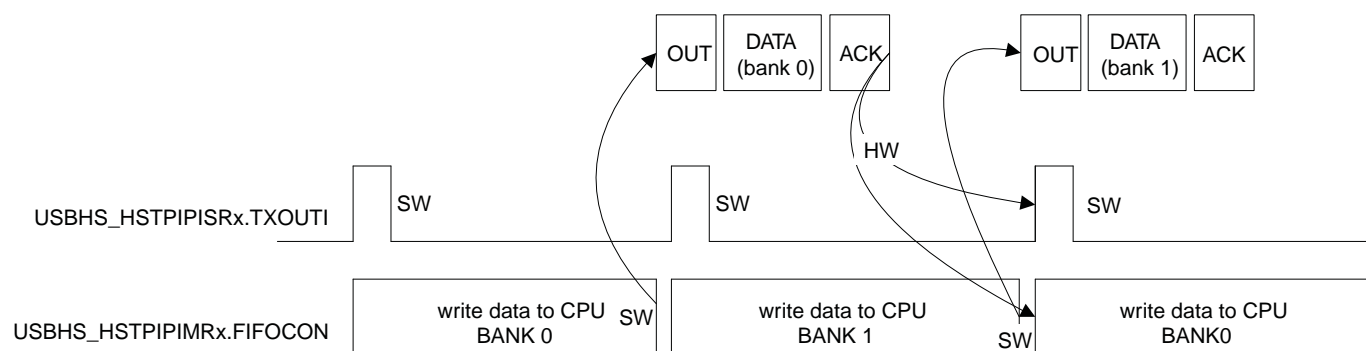 OUT DATA (bank 0) ACK OUT DATA (bank 1) ACK
HW
USBHS_HSTPIPISRx.TXOUTI SW SW SW
USBHS_HSTPIPIMRx.FIFOCON write data to CPU BANK 0 SW write data to CPU BANK 1 SW write data to CPU BANK0